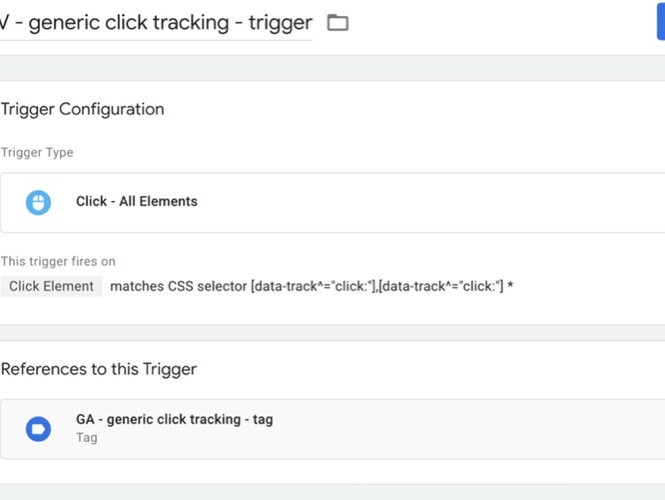 V - generic click tracking - trigger
Trigger Configuration
Trigger Type
Click - All Elements
This trigger fires on
Click Element matches CSS selector [data-track^="click:"],[data-track^="click:"] *
References to this Trigger
GA - generic click tracking - tag
Tag